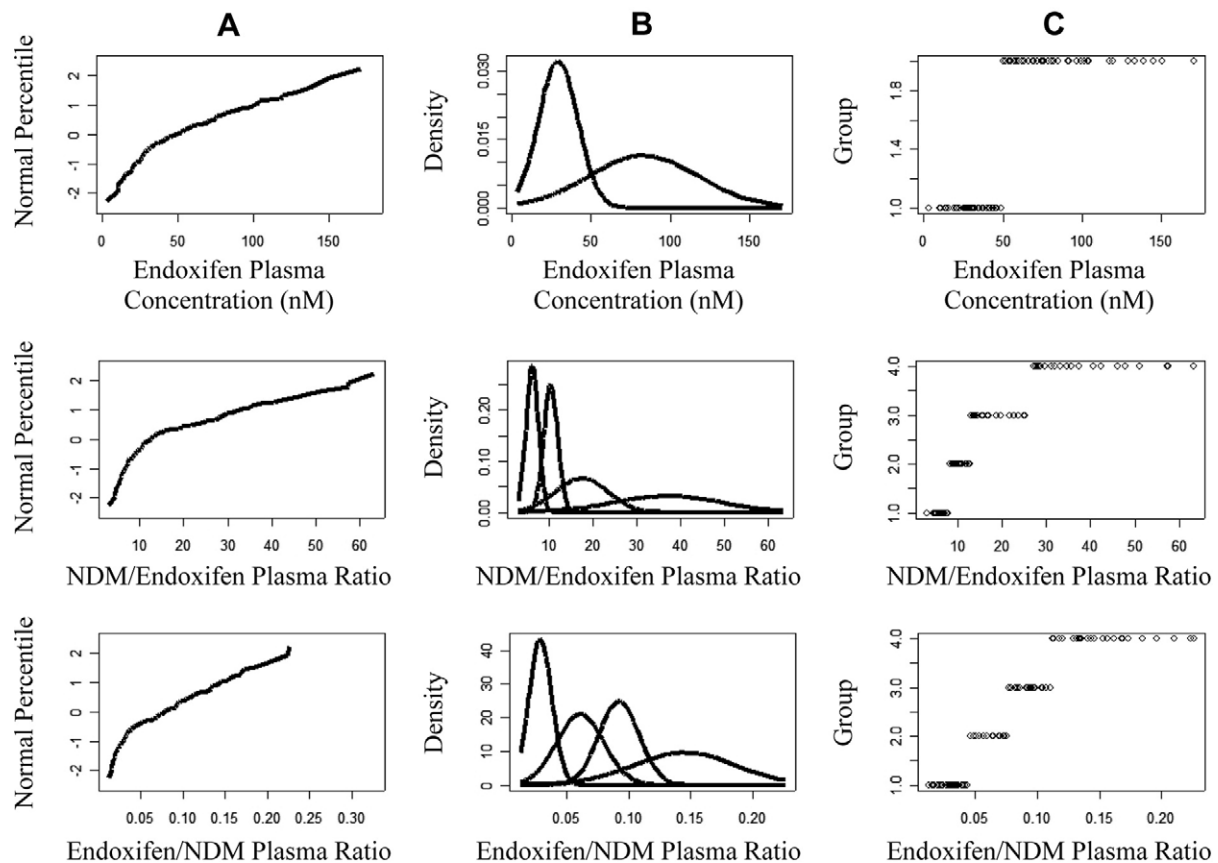 A
B
C
Normal Percentile
2
1
0
-1
-2
0 50 100 150
Endoxifen Plasma
Concentration (nM)
Density
0.030
0.015
0.000
0 50 100 150
Endoxifen Plasma
Concentration (nM)
Group
1.8
1.4
1.0
0 50 100 150
Endoxifen Plasma
Concentration (nM)
Normal Percentile
2
1
0
-1
-2
10 20 30 40 50 60
NDM/Endoxifen Plasma Ratio
Density
0.20
0.10
0.00
10 20 30 40 50 60
NDM/Endoxifen Plasma Ratio
Group
4.0
3.0
2.0
1.0
10 20 30 40 50 60
NDM/Endoxifen Plasma Ratio
Normal Percentile
2
1
0
-1
-2
0.05 0.10 0.15 0.20 0.25 0.30
Endoxifen/NDM Plasma Ratio
Density
40
30
20
10
0
0.05 0.10 0.15 0.20
Endoxifen/NDM Plasma Ratio
Group
4.0
3.0
2.0
1.0
0.05 0.10 0.15 0.20
Endoxifen/NDM Plasma Ratio